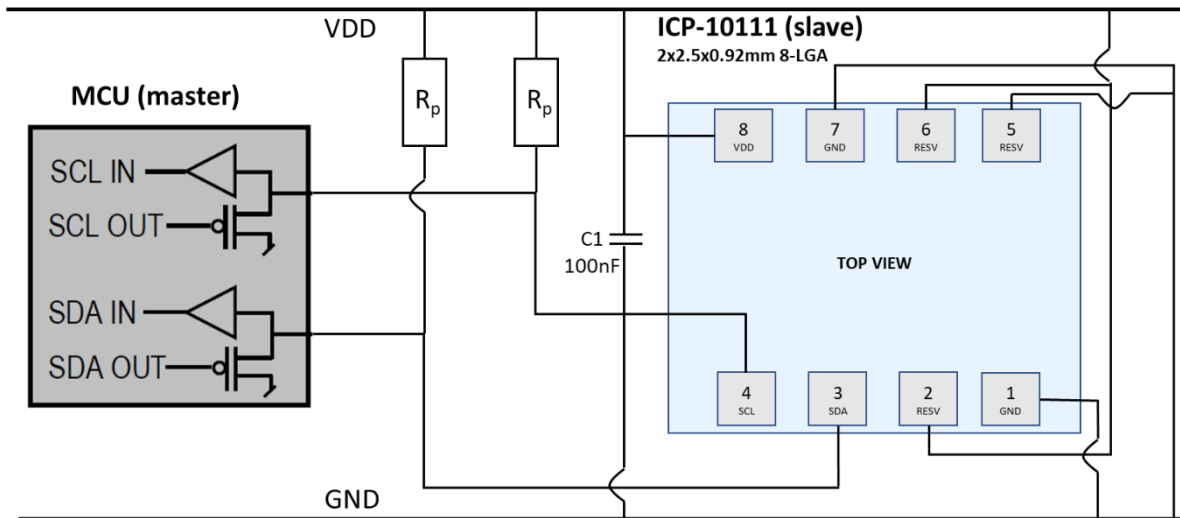 VDD
ICP-10111 (slave)
2x2.5x0.92mm 8-LGA
MCU (master)
Rp
Rp
8
VDD
7
GND
6
RESV
5
RESV
SCL IN
SCL OUT
C1
100nF
TOP VIEW
SDA IN
SDA OUT
4
SCL
3
SDA
2
RESV
1
GND
GND